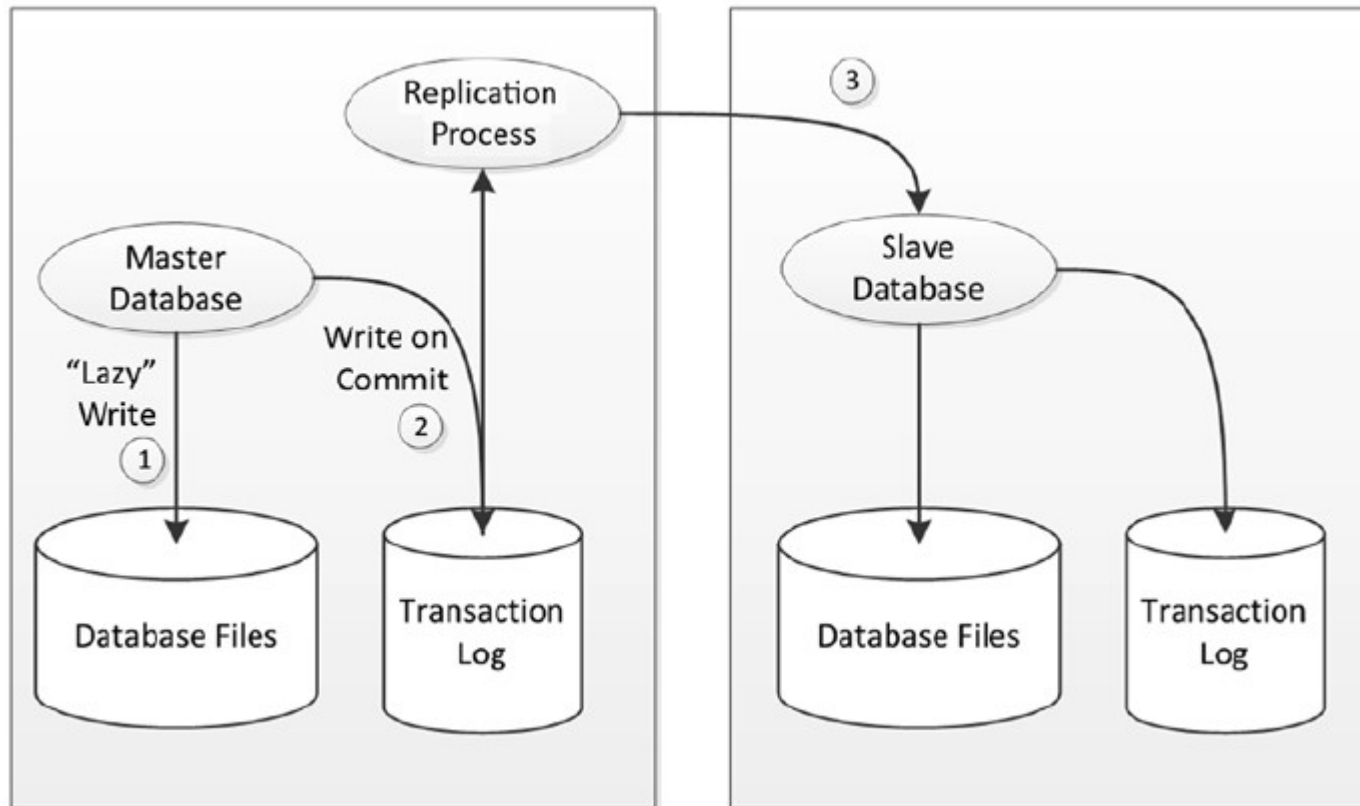 Replication
Process
3
Master
Database
Slave
Database
“Lazy”
Write
1
Write on
Commit
2
Database Files
Transaction
Log
Database Files
Transaction
Log